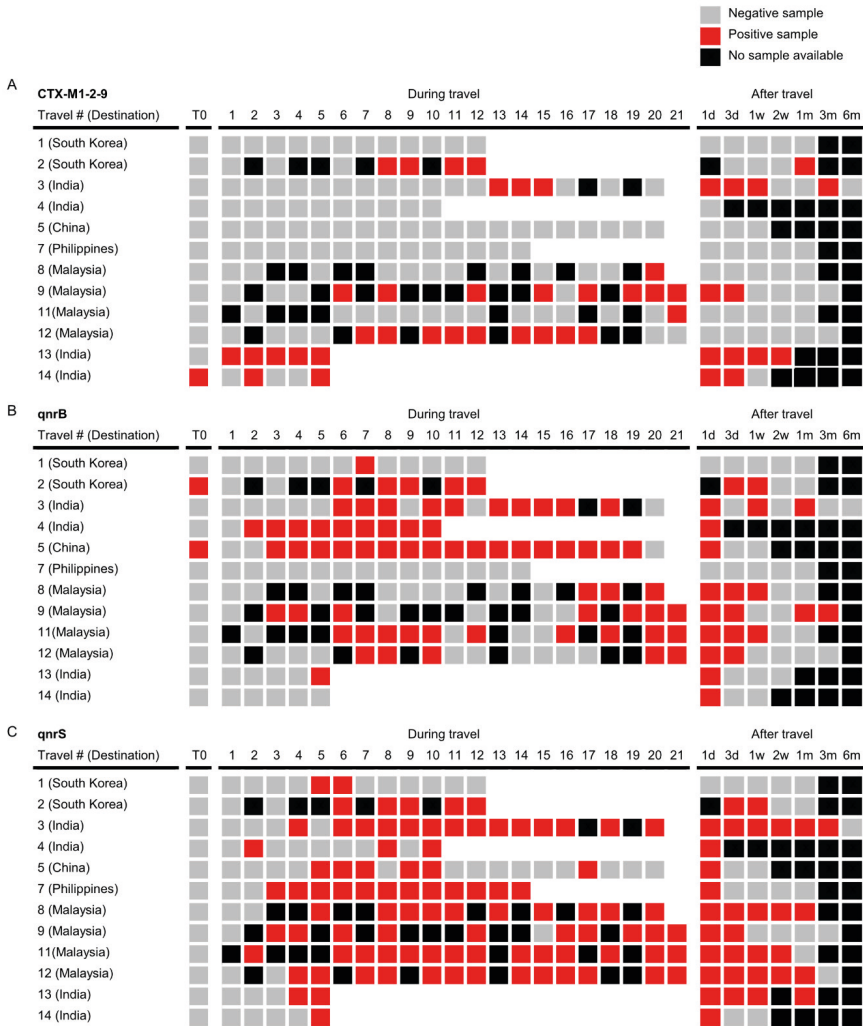 Negative sample
Positive sample
No sample available
A
CTX-M1-2-9 During travel After travel
Travel # (Destination) T0 1 2 3 4 5 6 7 8 9 10 11 12 13 14 15 16 17 18 19 20 21 1d 3d 1w 2w 1m 3m 6m
1 (South Korea)
2 (South Korea)
3 (India)
4 (India)
5 (China)
7 (Philippines)
8 (Malaysia)
9 (Malaysia)
11(Malaysia)
12 (Malaysia)
13 (India)
14 (India)
B
qnrB During travel After travel
Travel # (Destination) T0 1 2 3 4 5 6 7 8 9 10 11 12 13 14 15 16 17 18 19 20 21 1d 3d 1w 2w 1m 3m 6m
1 (South Korea)
2 (South Korea)
3 (India)
4 (India)
5 (China)
7 (Philippines)
8 (Malaysia)
9 (Malaysia)
11(Malaysia)
12 (Malaysia)
13 (India)
14 (India)
C
qnrS During travel After travel
Travel # (Destination) T0 1 2 3 4 5 6 7 8 9 10 11 12 13 14 15 16 17 18 19 20 21 1d 3d 1w 2w 1m 3m 6m
1 (South Korea)
2 (South Korea)
3 (India)
4 (India)
5 (China)
7 (Philippines)
8 (Malaysia)
9 (Malaysia)
11(Malaysia)
12 (Malaysia)
13 (India)
14 (India)